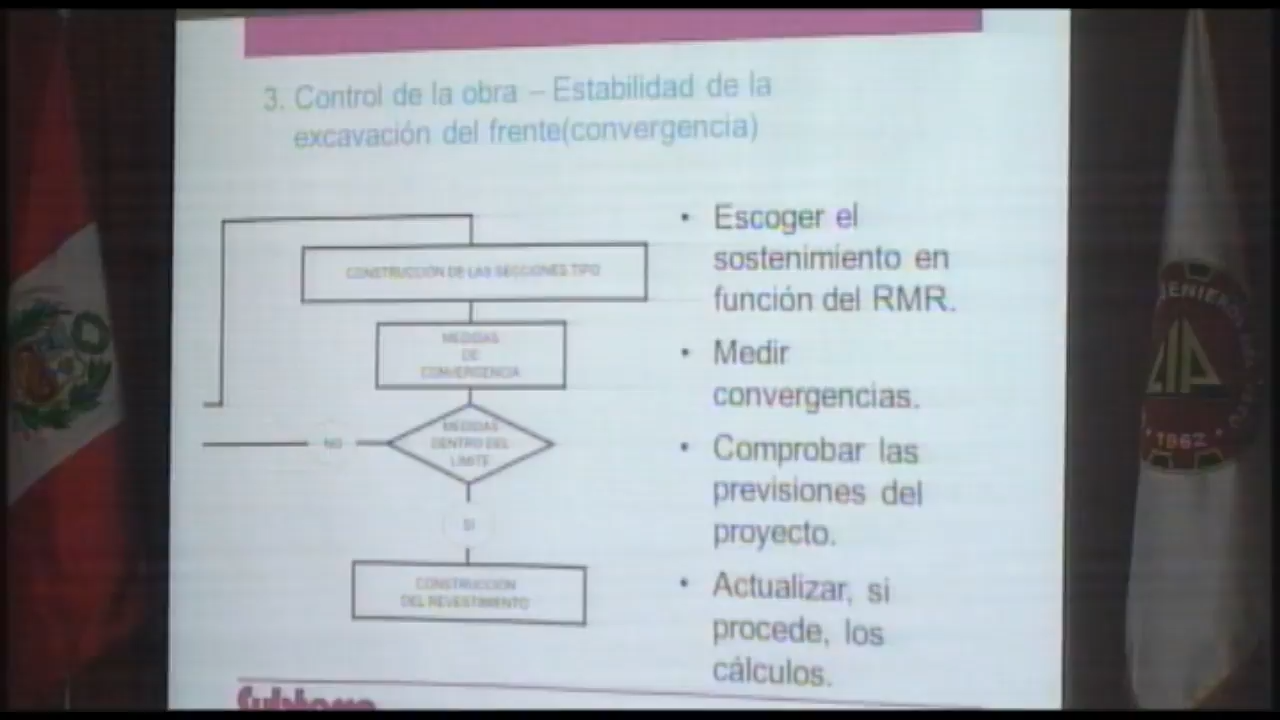 3. Control de la obra – Estabilidad de la
excavación del frente(convergencia)
CONSTRUCCIÓN DE LAS SECCIONES TIPO
MEDIDAS
DE
CONVERGENCIA
MEDIDAS
DENTRO DEL
LIMITE
NO
SI
CONSTRUCCION
DEL REVESTIMIENTO
• Escoger el
sostenimiento en
función del RMR.
• Medir
convergencias.
• Comprobar las
previsiones del
proyecto.
• Actualizar, si
procede, los
cálculos.
CIP
• 1962 •